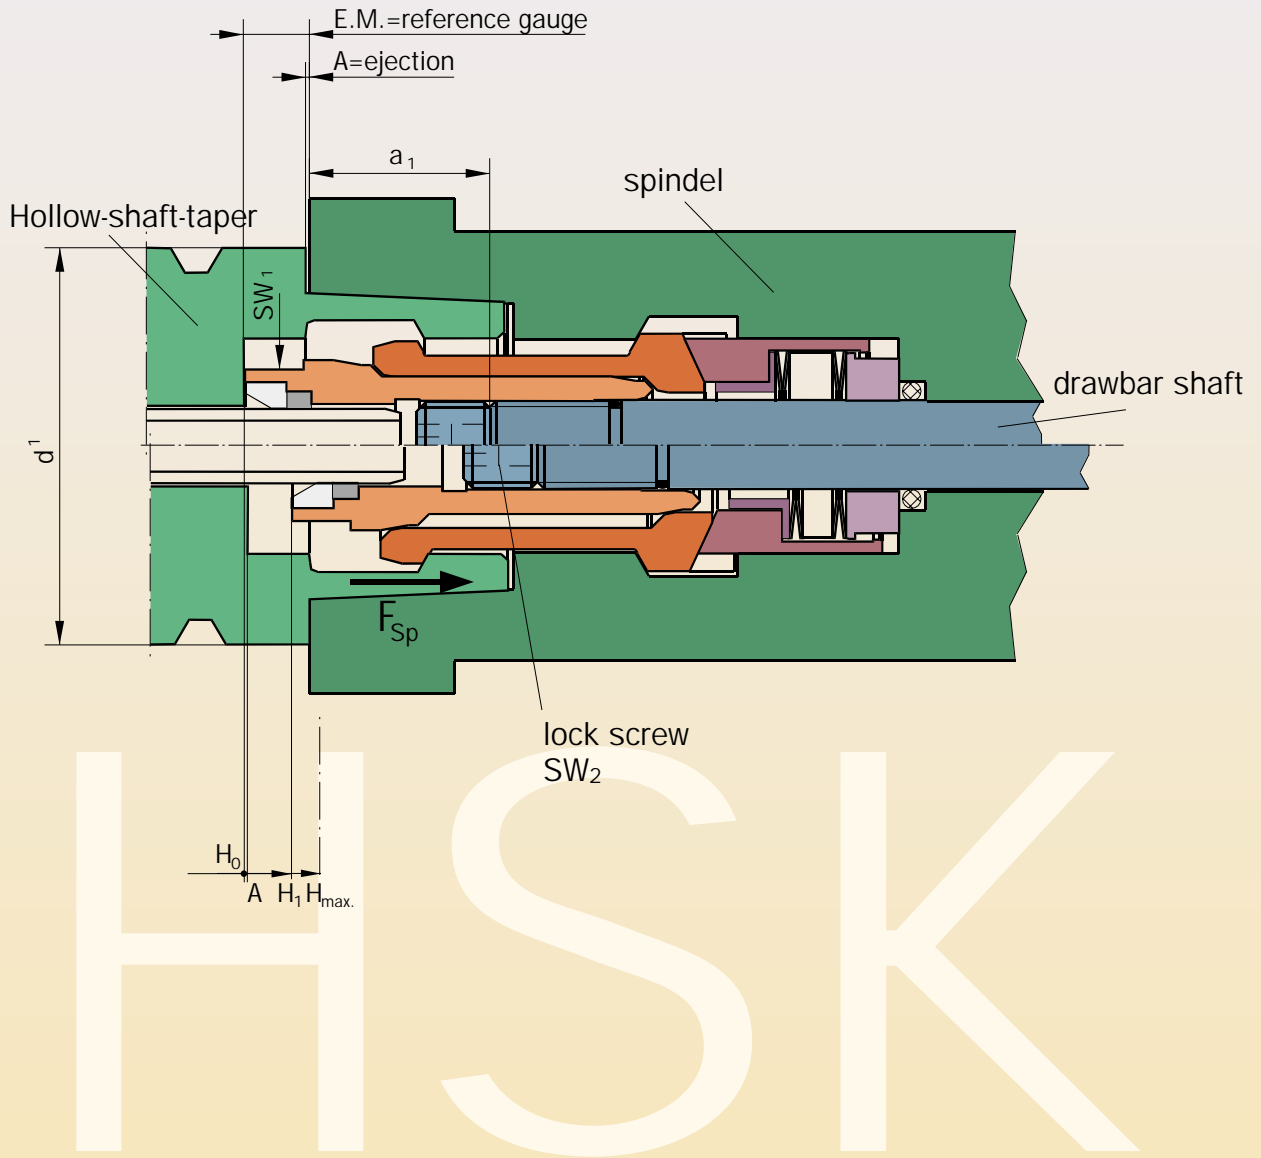 E.M.=reference gauge
A=ejection
a1
spindel
Hollow-shaft-taper
SW1
drawbar shaft
d1
FSp
lock screw
SW2
H0
A H1 Hmax.
HSK